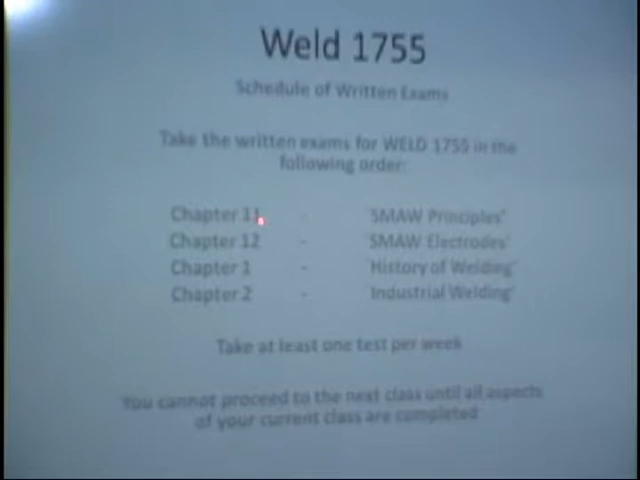 Weld 1755
Schedule of Written Exams
Take the written exams for WELD 1755 in the
following order:
Chapter 11 - 'SMAW Principles'
Chapter 12 - 'SMAW Electrodes'
Chapter 1 - 'History of Welding'
Chapter 2 - 'Industrial Welding'
Take at least one test per week
You cannot proceed to the next class until all aspects
of your current class are completed